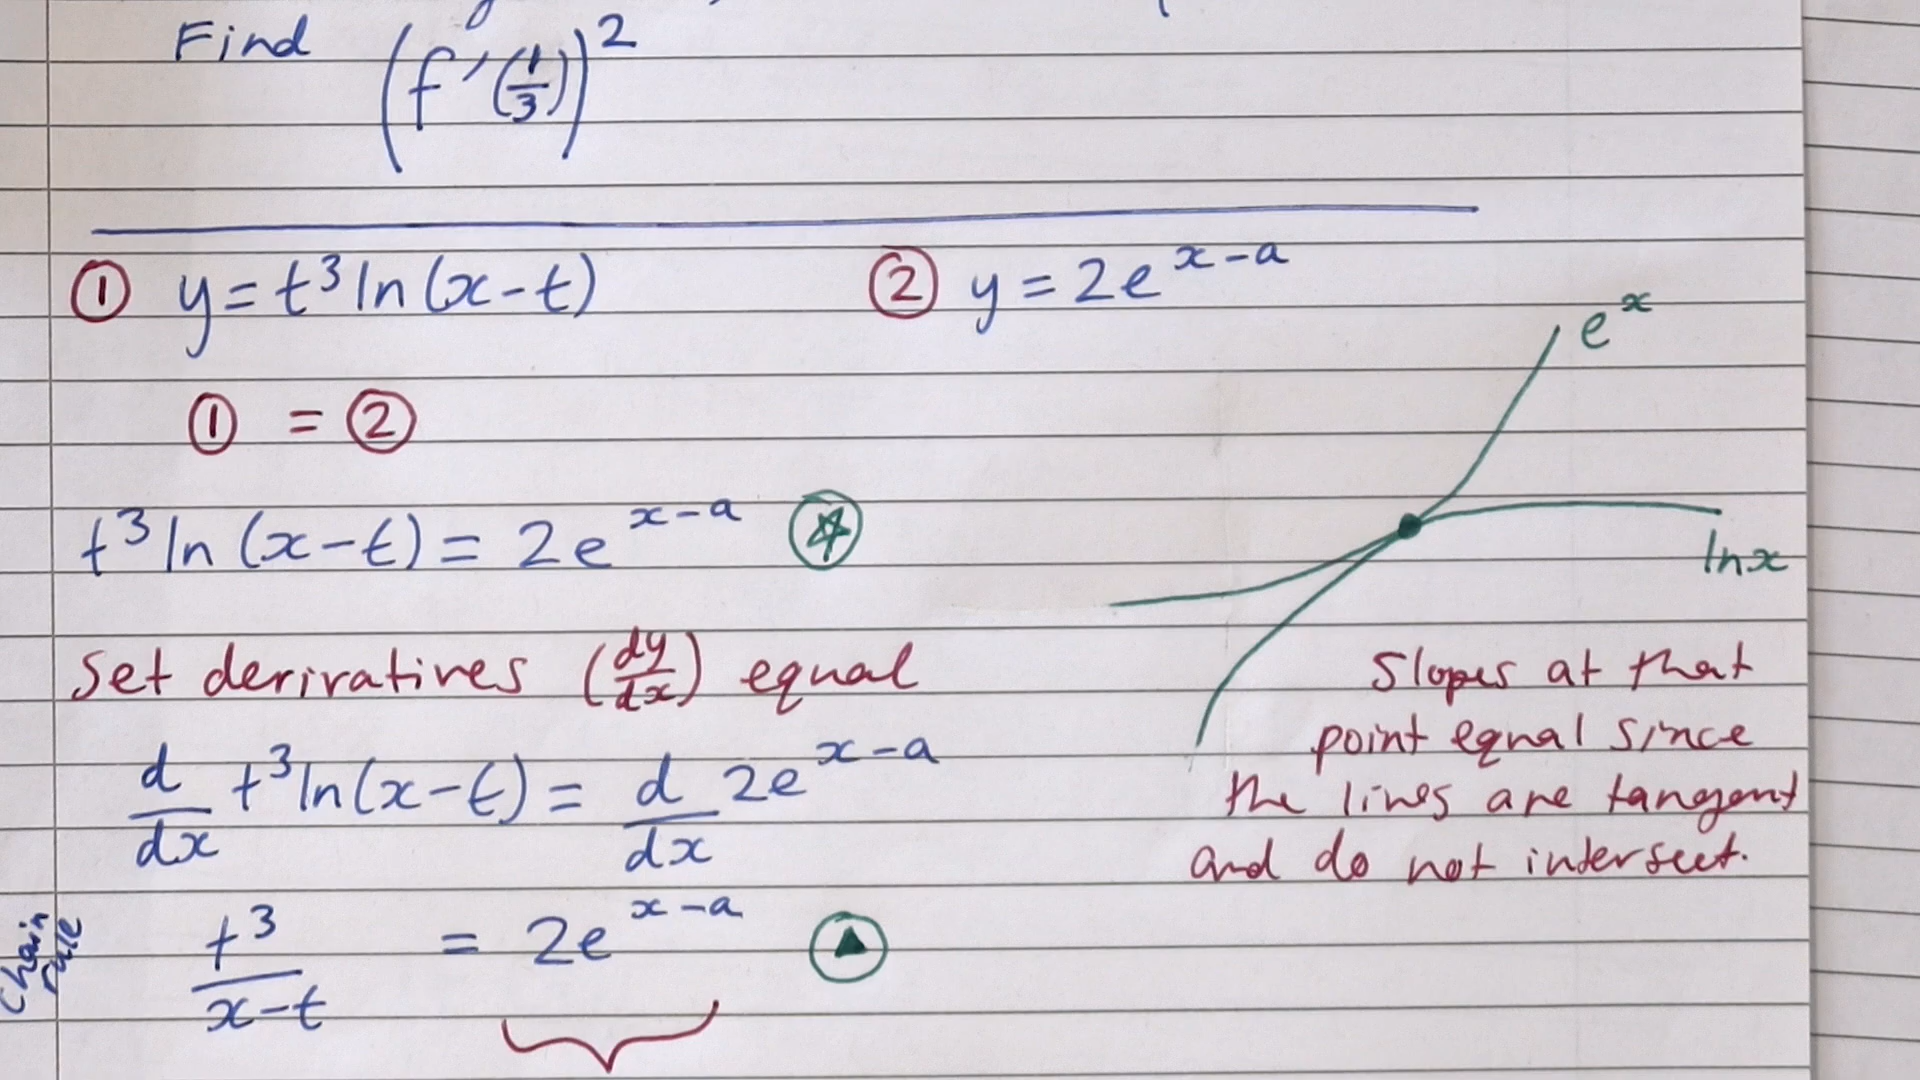 Find (f'(1/3))²
① y = t³ ln(x-t) ② y = 2e^(x-a)
① = ②
e^x
t³ ln(x-t) = 2e^(x-a) ☆
ln x
Set derivatives (dy/dx) equal
Slopes at that
point equal since
the lines are tangent
and do not intersect.
d/dx t³ ln(x-t) = d/dx 2e^(x-a)
Chain rule
t³/(x-t) = 2e^(x-a) ▲